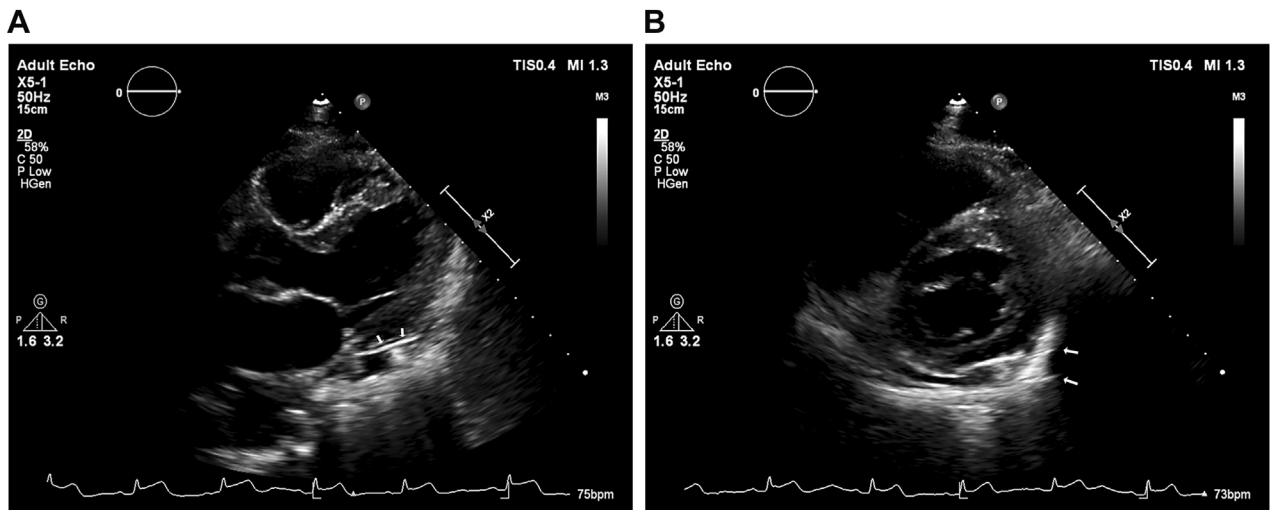 A
Adult Echo
X5-1
50Hz
15cm
2D
58%
C 50
P Low
HGen
0
P
TIS0.4 MI 1.3
M3
X2
G
P R
1.6 3.2
75bpm
B
Adult Echo
X5-1
50Hz
15cm
2D
58%
C 50
P Low
HGen
0
P
TIS0.4 MI 1.3
M3
X2
G
P R
1.6 3.2
73bpm